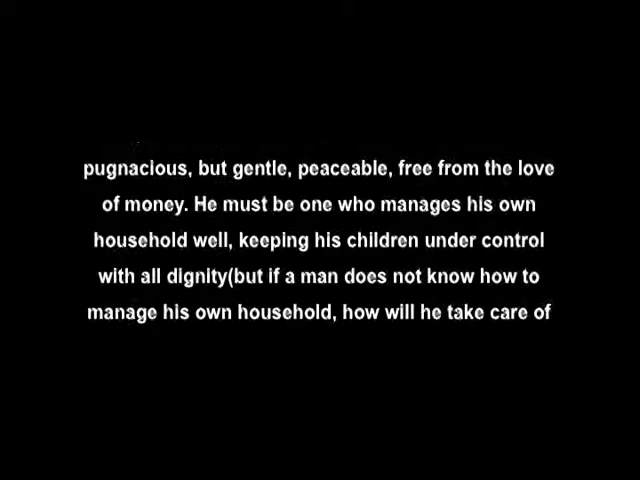 pugnacious, but gentle, peaceable, free from the love
of money. He must be one who manages his own
household well, keeping his children under control
with all dignity(but if a man does not know how to
manage his own household, how will he take care of